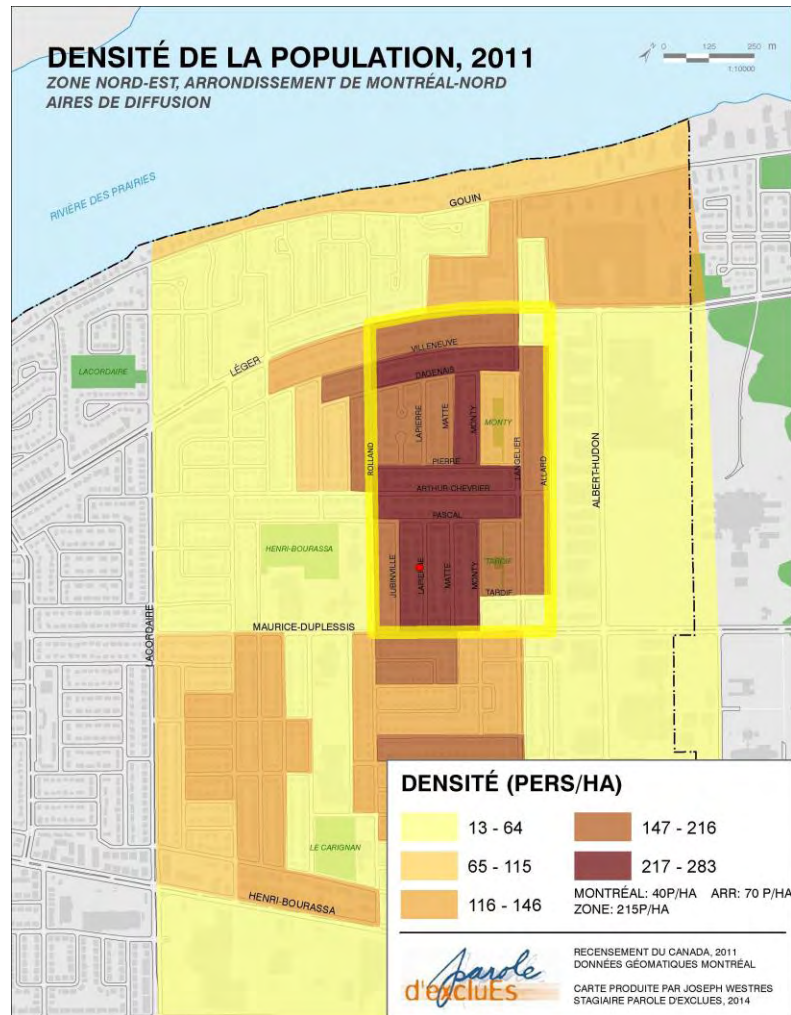 DENSITÉ DE LA POPULATION, 2011
ZONE NORD-EST, ARRONDISSEMENT DE MONTRÉAL-NORD
AIRES DE DIFFUSION
0 125 250 m
1:10000
RIVIÈRE DES PRAIRIES
GOUIN
LÉGER
LACORDAIRE
VILLENEUVE
DAGENAIS
ROLLAND
LAPIERRE
MATTE
MONTY
MONTY
LANGELIER
ALLARD
ALBERT-HUDON
PIERRE
ARTHUR-CHEVRIER
PASCAL
HENRI-BOURASSA
JUBINVILLE
LAPIERRE
MATTE
MONTY
TARDIF
TARDIF
MAURICE-DUPLESSIS
LACORDAIRE
LE CARIGNAN
HENRI-BOURASSA
DENSITÉ (PERS/HA)
13 - 64
65 - 115
116 - 146
147 - 216
217 - 283
MONTRÉAL: 40P/HA ARR: 70 P/HA
ZONE: 215P/HA
parole
d'excluEs
RECENSEMENT DU CANADA, 2011
DONNÉES GÉOMATIQUES MONTRÉAL
CARTE PRODUITE PAR JOSEPH WESTRES
STAGIAIRE PAROLE D'EXCLUES, 2014